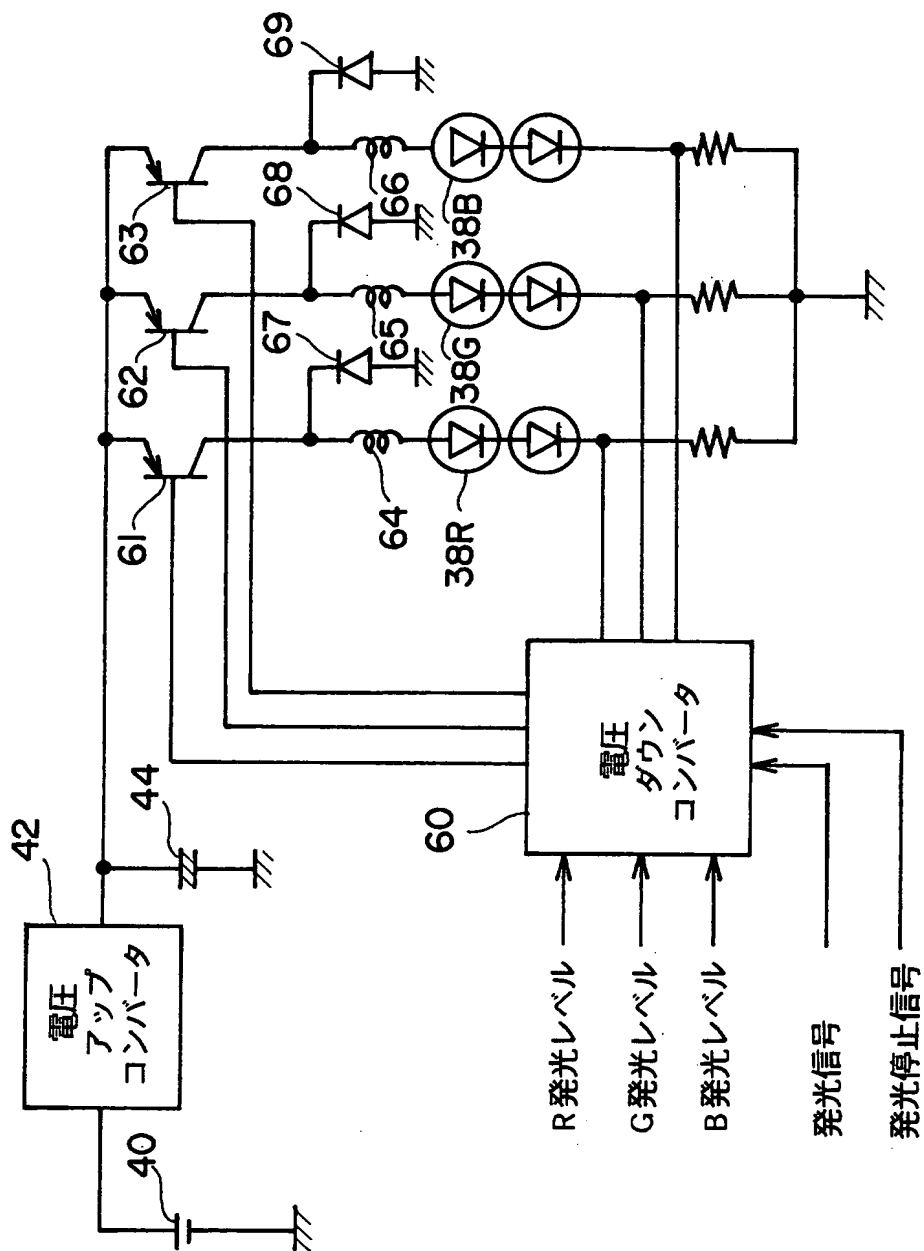 42
電圧
アップ
コンバータ
40
44
61
62
63
67
68
69
64
65
66
38R
38G
38B
60
電圧
ダウン
コンバータ
R発光レベル
G発光レベル
B発光レベル
発光信号
発光停止信号